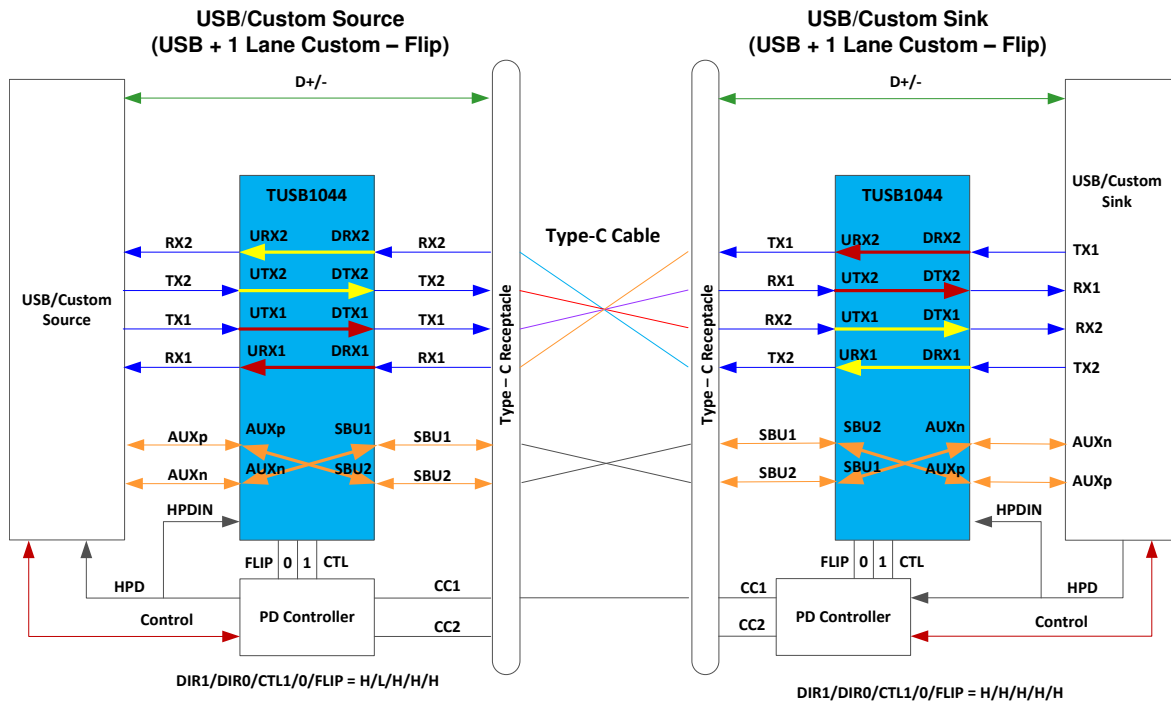 USB/Custom Source
(USB + 1 Lane Custom – Flip)
USB/Custom Sink
(USB + 1 Lane Custom – Flip)
D+/-
D+/-
TUSB1044
TUSB1044
USB/Custom
Sink
Type-C Cable
RX2
URX2
DRX2
RX2
TX1
URX2
DRX2
TX1
TX2
UTX2
DTX2
TX2
RX1
UTX2
DTX2
RX1
USB/Custom
Source
TX1
UTX1
DTX1
TX1
RX2
UTX1
DTX1
RX2
RX1
URX1
DRX1
RX1
TX2
URX1
DRX1
TX2
Type – C Receptacle
Type – C Receptacle
AUXp
AUXp
SBU1
SBU1
SBU1
SBU2
AUXn
AUXn
AUXn
AUXn
SBU2
SBU2
SBU2
SBU1
AUXp
AUXp
HPDIN
HPDIN
FLIP 0 1 CTL
FLIP 0 1 CTL
HPD
CC1
CC1
HPD
PD Controller
PD Controller
Control
CC2
CC2
Control
DIR1/DIR0/CTL1/0/FLIP = H/L/H/H/H
DIR1/DIR0/CTL1/0/FLIP = H/H/H/H/H